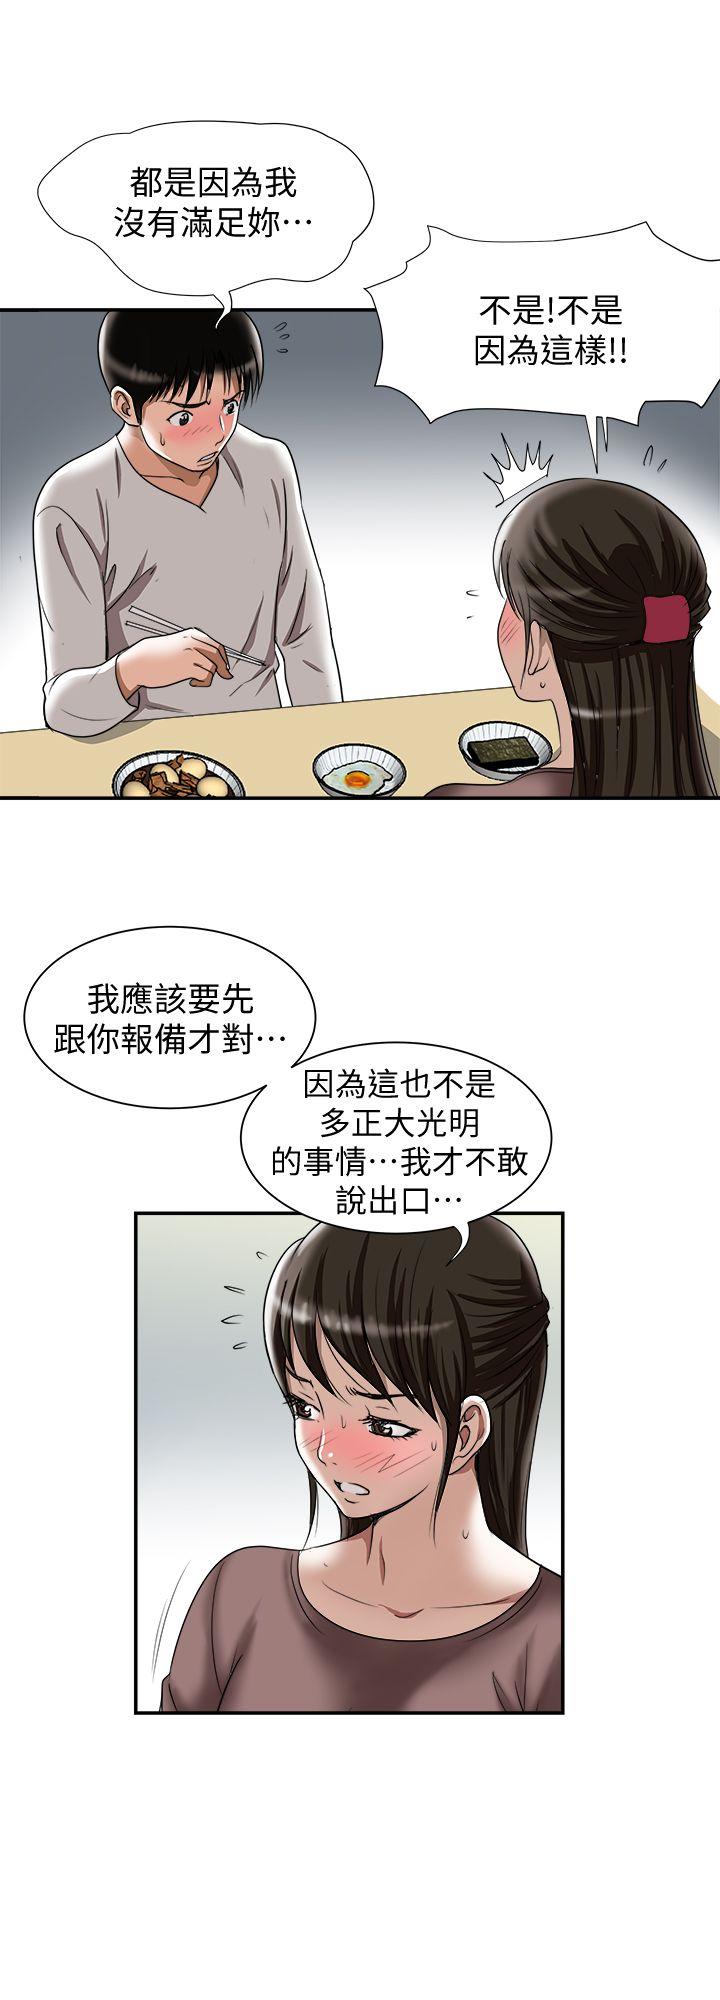 都是因為我
沒有滿足妳⋯
不是!不是
因為這樣!!
我應該要先
跟你報備才對⋯
因為這也不是
多正大光明
的事情⋯我才不敢
說出口⋯